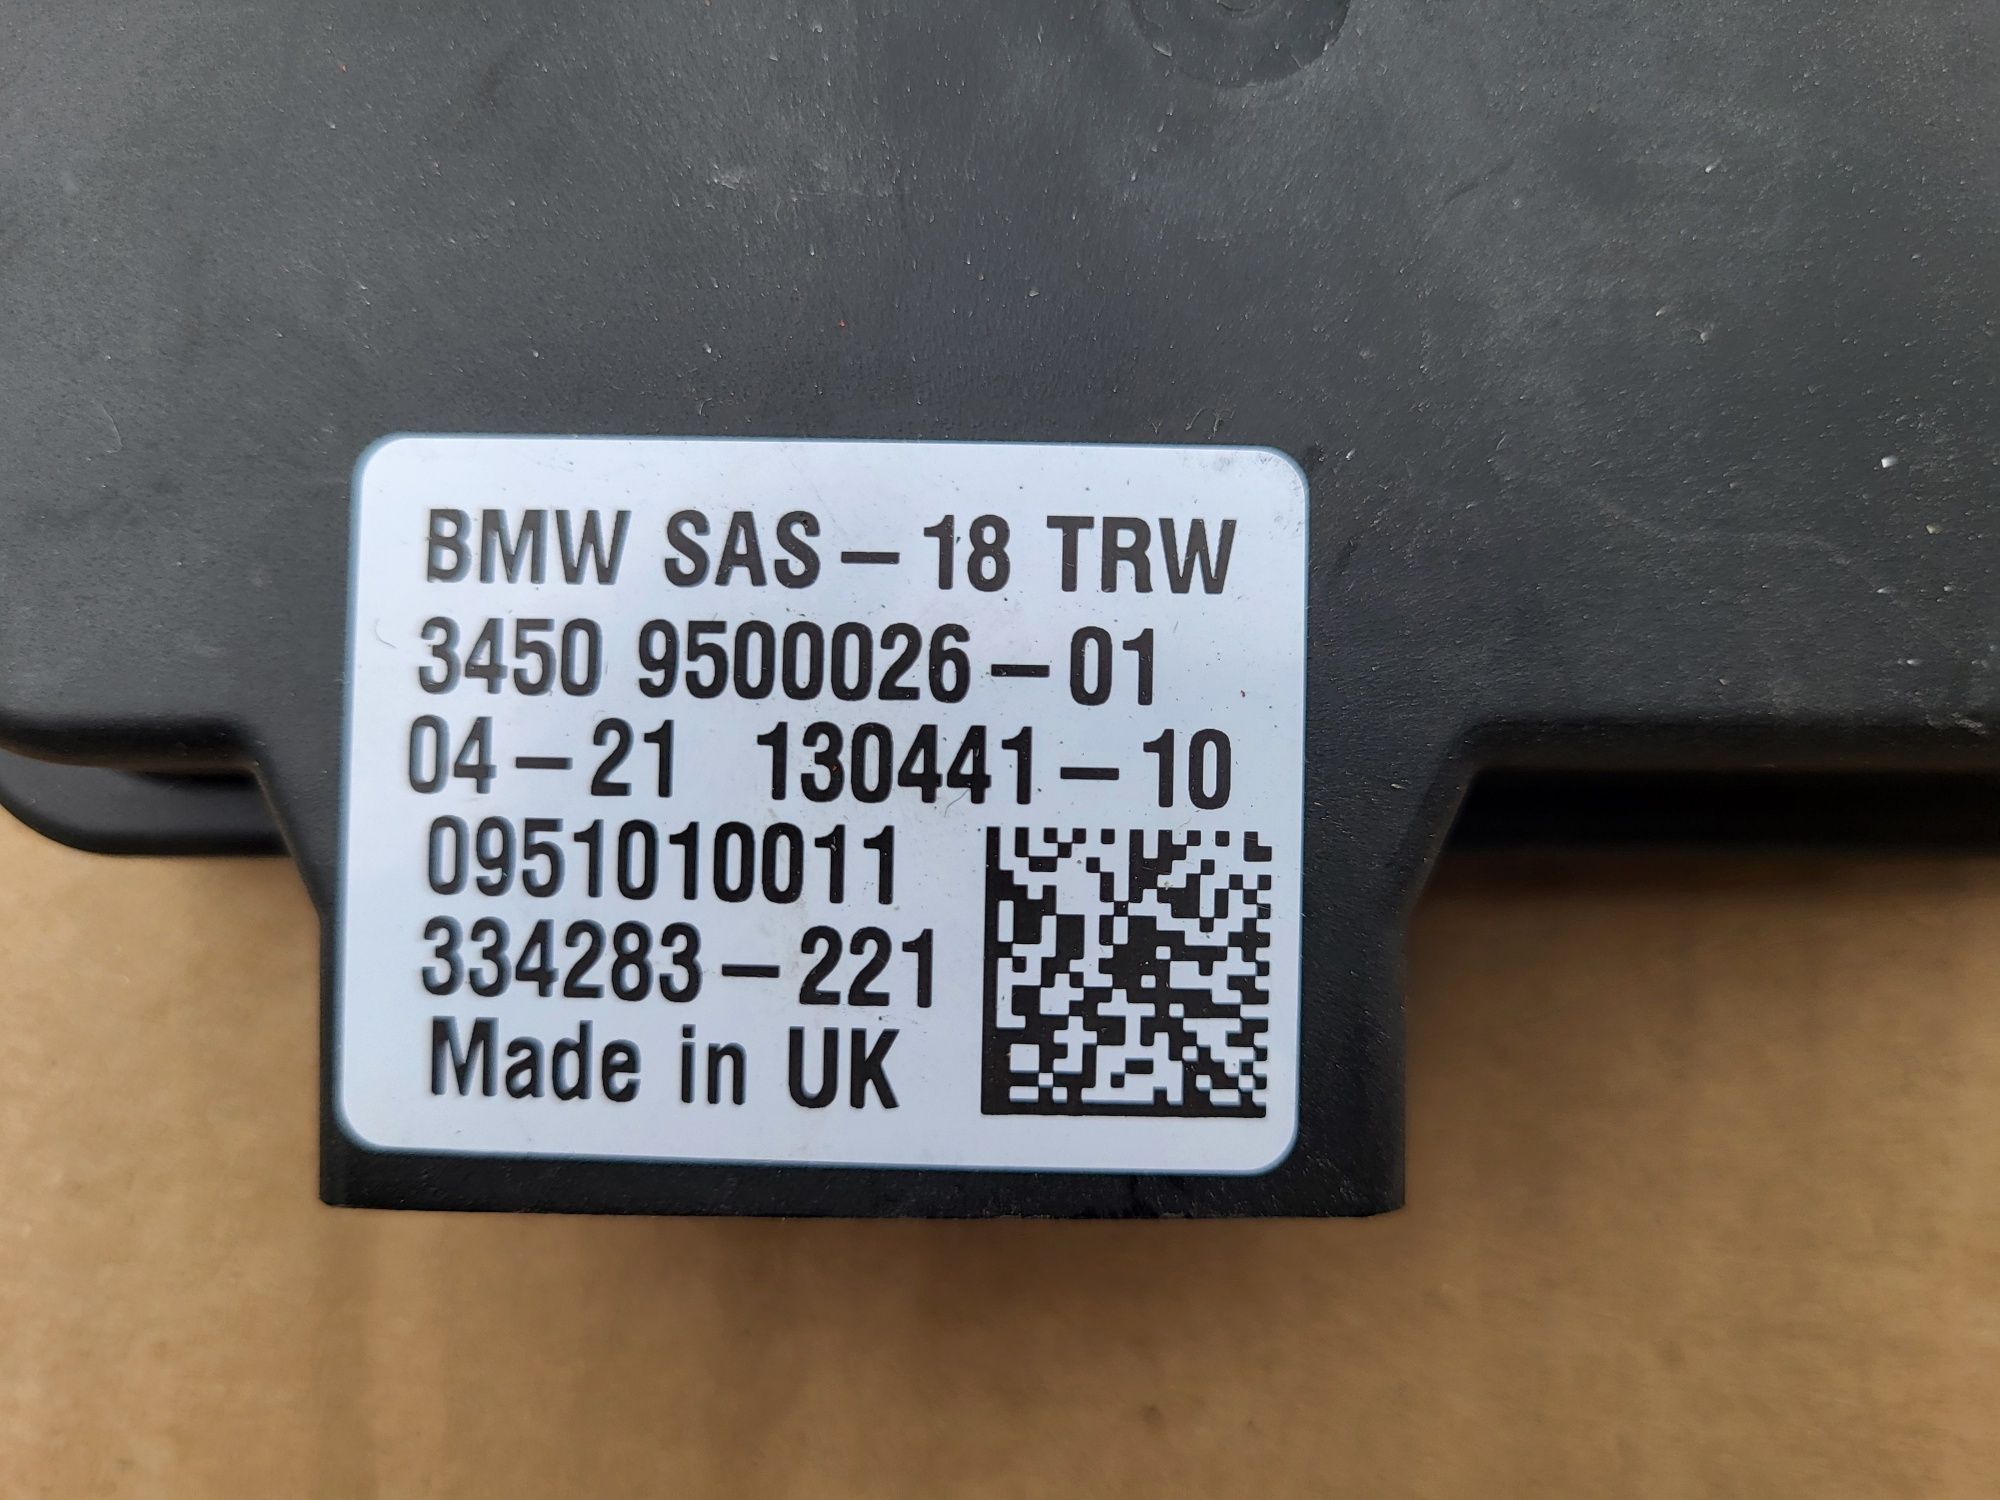 BMW SAS-18 TRW
3450 9500026-01
04-21 130441-10
0951010011
334283-221
Made in UK